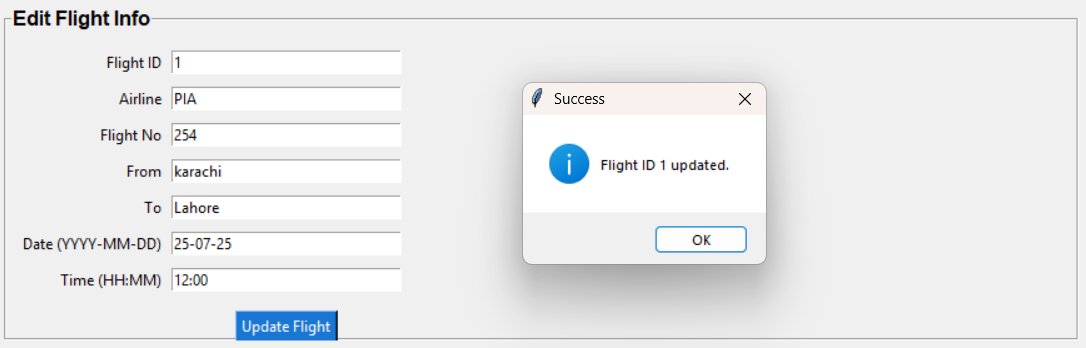 Edit Flight Info
Flight ID 1
Airline PIA
Flight No 254
From karachi
To Lahore
Date (YYYY-MM-DD) 25-07-25
Time (HH:MM) 12:00
Update Flight
Success
Flight ID 1 updated.
OK